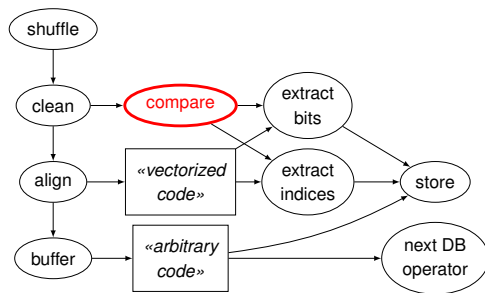 shuffle
clean
compare
extract
bits
align
«vectorized
code»
extract
indices
store
buffer
«arbitrary
code»
next DB
operator